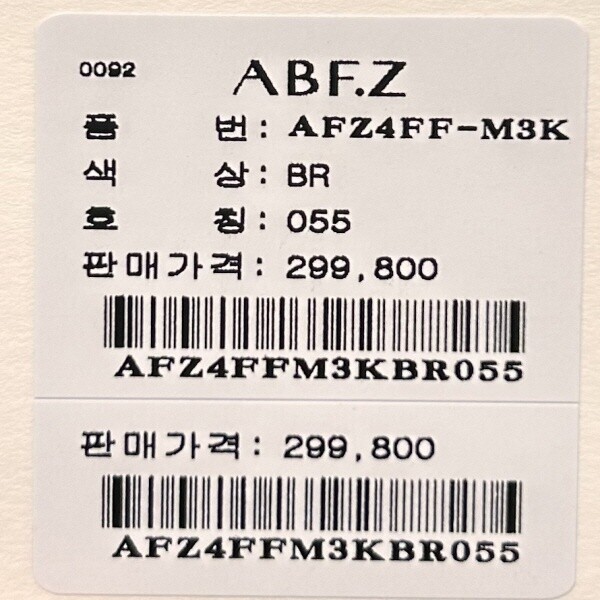 0092 ABF.Z
품 번 : AFZ4FF-M3K
색 상 : BR
호 칭 : 055
판매가격 : 299,800
AFZ4FFM3KBR055
판매가격 : 299,800
AFZ4FFM3KBR055